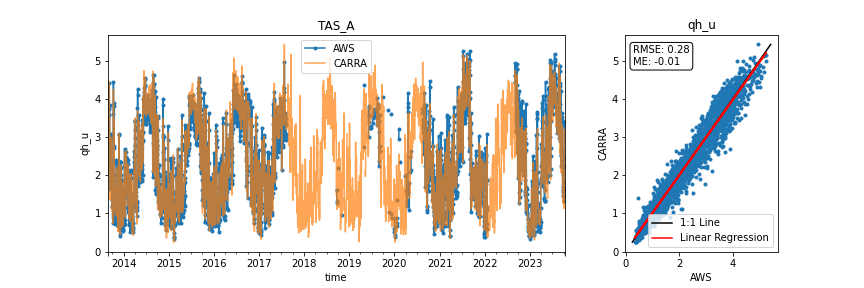 TAS_A
qh_u
AWS
CARRA
RMSE: 0.28
ME: -0.01
5
4
3
2
1
0
qh_u
2014 2015 2016 2017 2018 2019 2020 2021 2022 2023
time
5
4
3
2
1
0
CARRA
1:1 Line
Linear Regression
0 2 4
AWS